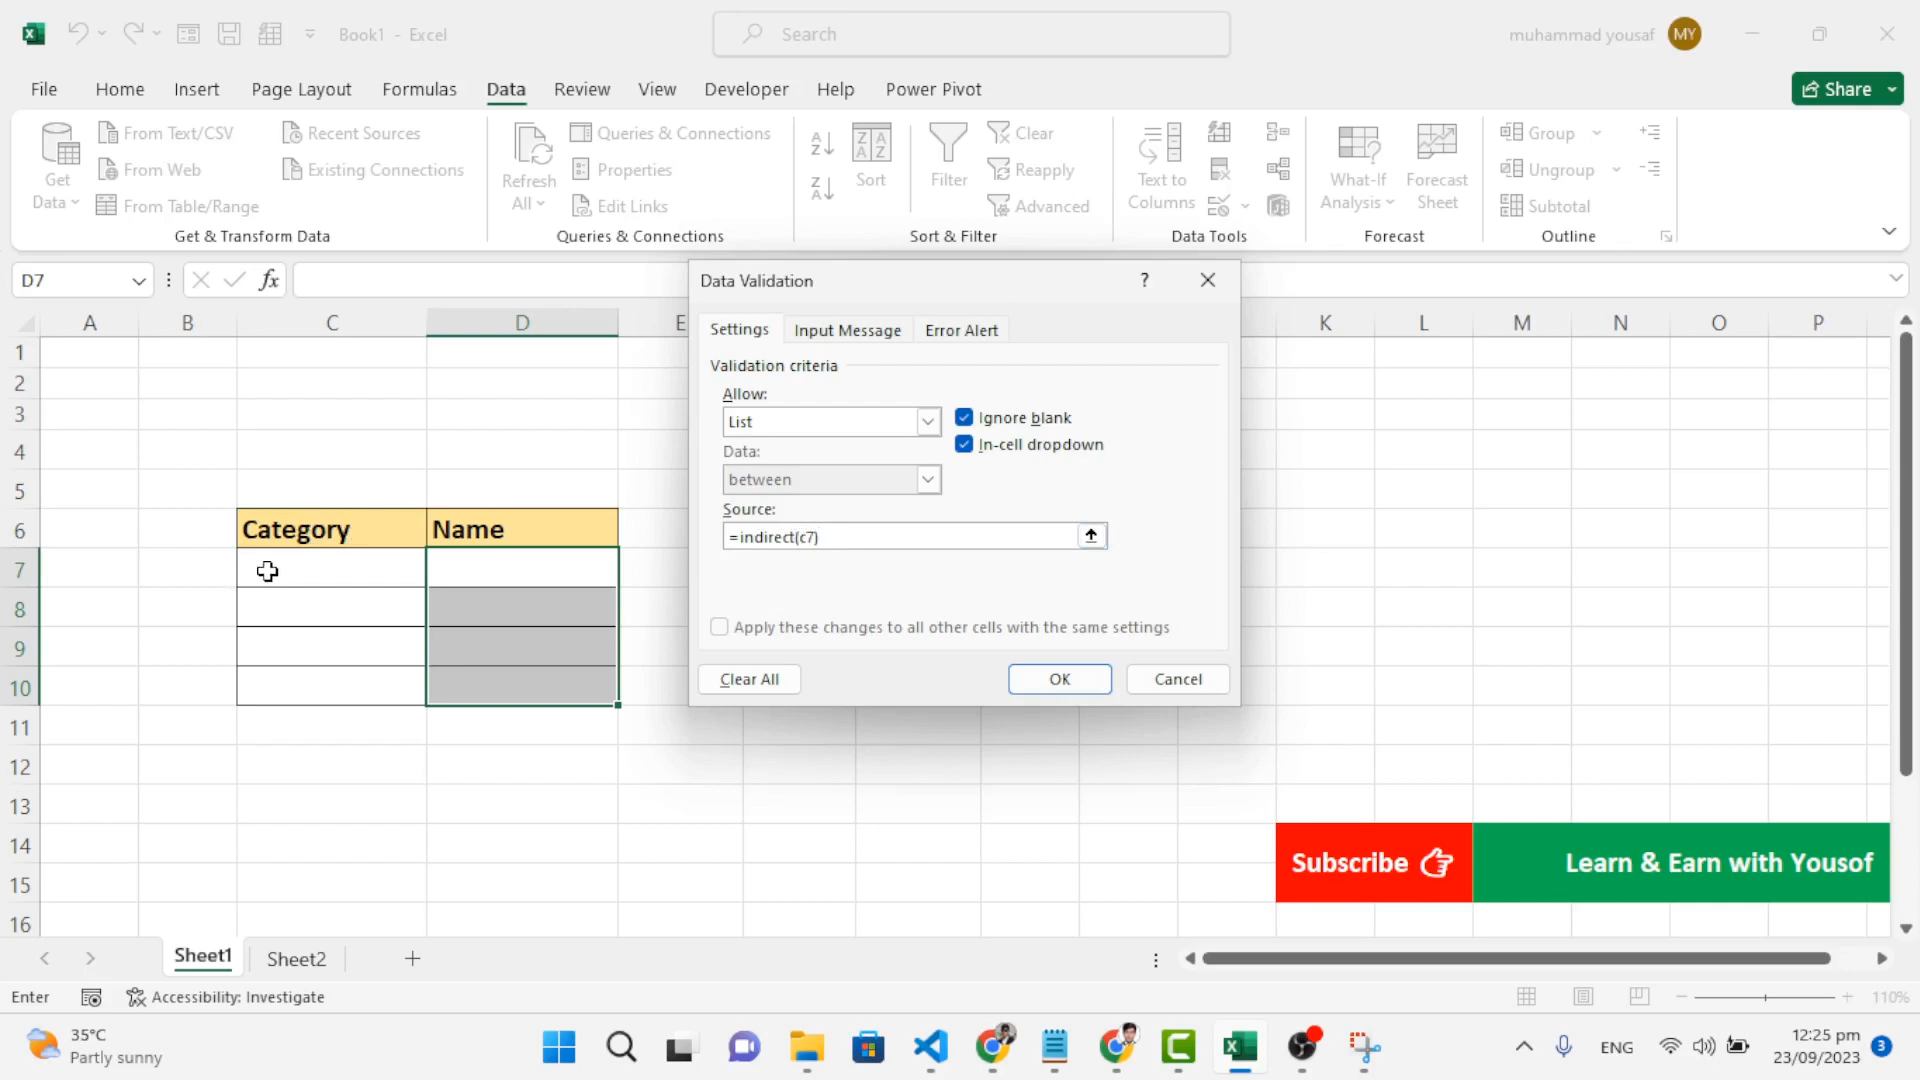 Book1 - Excel
Search
muhammad yousaf
MY
File
Home
Insert
Page Layout
Formulas
Data
Review
View
Developer
Help
Power Pivot
Share
Get Data
From Text/CSV
From Web
From Table/Range
Recent Sources
Existing Connections
Get & Transform Data
Refresh All
Queries & Connections
Properties
Edit Links
Queries & Connections
Sort
Filter
Clear
Reapply
Advanced
Sort & Filter
Text to Columns
Data Tools
What-If Analysis
Forecast Sheet
Forecast
Group
Ungroup
Subtotal
Outline
D7
fx
A B C D E K L M N O P
1
2
3
4
5
6
7
8
9
10
11
12
13
14
15
16
Category Name
Data Validation
?
Settings
Input Message
Error Alert
Validation criteria
Allow:
List
Ignore blank
In-cell dropdown
Data:
between
Source:
=indirect(c7)
Apply these changes to all other cells with the same settings
Clear All
OK
Cancel
Subscribe
Learn & Earn with Yousof
Sheet1
Sheet2
Enter
Accessibility: Investigate
110%
35°C
Partly sunny
ENG
12:25 pm
23/09/2023
3